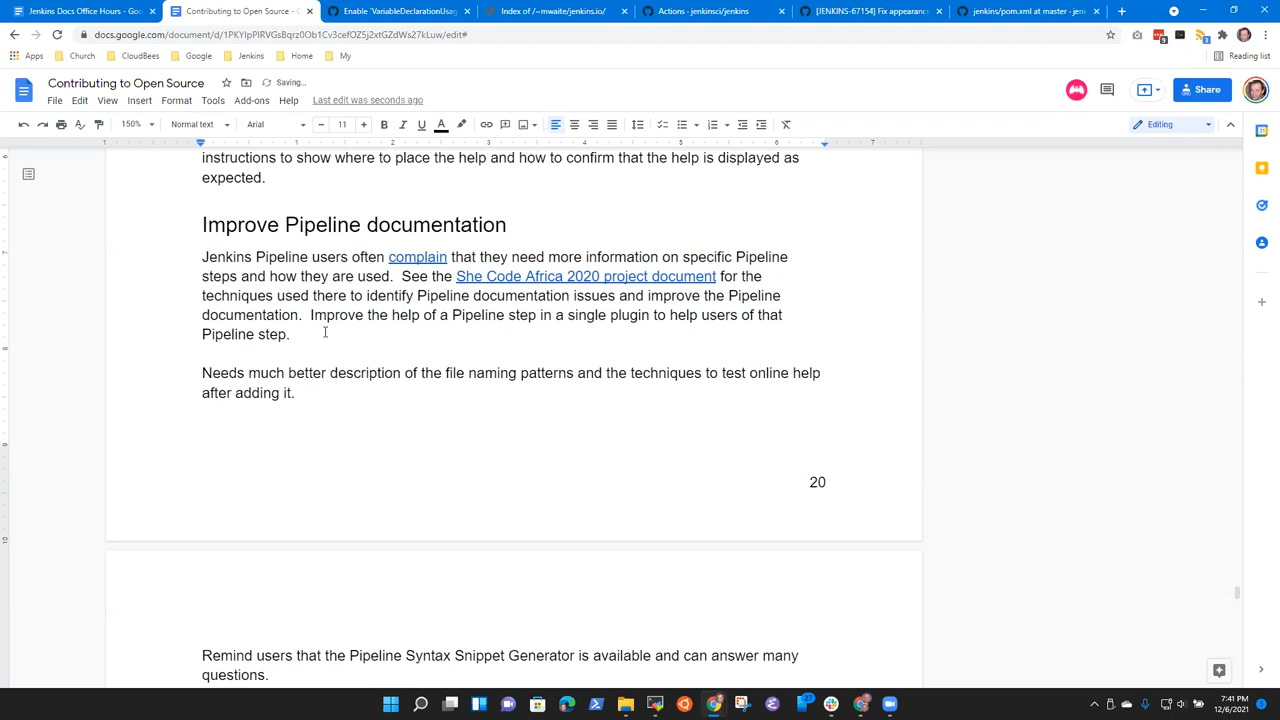 Jenkins Docs Office Hours - Goo
Contributing to Open Source - G
Enable `VariableDeclarationUsag
Index of /~mwaite/jenkins.io/
Actions · jenkinsci/jenkins
[JENKINS-67154] Fix appearance
jenkins/pom.xml at master · jenk
docs.google.com/document/d/1PKYIpPIRVGsBqrz0Ob1Cv3cefOZ5j2xtGZdWs27kLuw/edit#
Apps
Church
CloudBees
Google
Jenkins
Home
My
Reading list
Contributing to Open Source
Saving...
File Edit View Insert Format Tools Add-ons Help Last edit was seconds ago
Share
150% Normal text Arial 11
Editing
instructions to show where to place the help and how to confirm that the help is displayed as
expected.
Improve Pipeline documentation
Jenkins Pipeline users often complain that they need more information on specific Pipeline
steps and how they are used. See the She Code Africa 2020 project document for the
techniques used there to identify Pipeline documentation issues and improve the Pipeline
documentation. Improve the help of a Pipeline step in a single plugin to help users of that
Pipeline step.
Needs much better description of the file naming patterns and the techniques to test online help
after adding it.
20
Remind users that the Pipeline Syntax Snippet Generator is available and can answer many
questions.
7:41 PM
12/6/2021